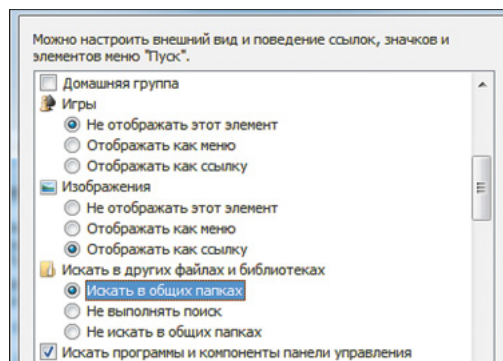 Можно настроить внешний вид и поведение ссылок, значков и
элементов меню "Пуск".
Домашняя группа
Игры
Не отображать этот элемент
Отображать как меню
Отображать как ссылку
Изображения
Не отображать этот элемент
Отображать как меню
Отображать как ссылку
Искать в других файлах и библиотеках
Искать в общих папках
Не выполнять поиск
Не искать в общих папках
Искать программы и компоненты панели управления